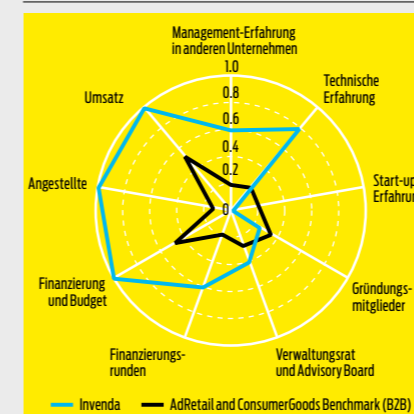 Management-Erfahrung
in anderen Unternehmen
1.0
0.8
0.6
0.4
0.2
0
Technische
Erfahrung
Start-up
Gründungs-
mitglieder
Verwaltungsrat
und Advisory Board
Finanzierungs-
runden
Finanzierung
und Budget
Angestellte
Umsatz
Invenda
AdRetail and ConsumerGoods Benchmark (B2B)